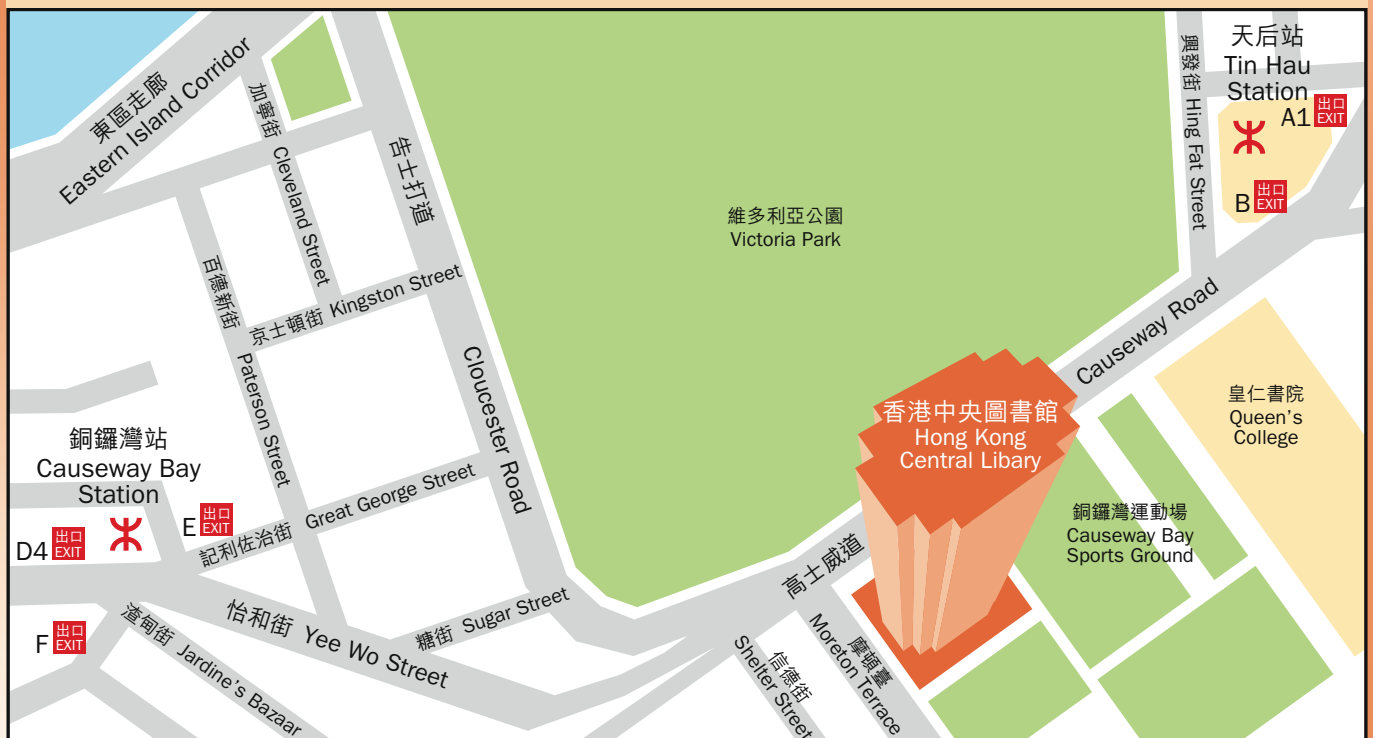 東區走廊
Eastern Island Corridor
加寧街 Cleveland Street
告士打道
Cloucester Road
百德新街
Paterson Street
京士頓街 Kingston Street
維多利亞公園
Victoria Park
興發街 Hing Fat Street
天后站
Tin Hau
Station
A1 出口
EXIT
B 出口
EXIT
Causeway Road
皇仁書院
Queen's
College
香港中央圖書館
Hong Kong
Central Libary
銅鑼灣運動場
Causeway Bay
Sports Ground
銅鑼灣站
Causeway Bay
Station
D4 出口
EXIT
E 出口
EXIT
F 出口
EXIT
記利佐治街 Great George Street
怡和街 Yee Wo Street
渣甸街 Jardine's Bazaar
糖街 Sugar Street
高士威道
信德街
Shelter Street
摩頓臺
Moreton Terrace